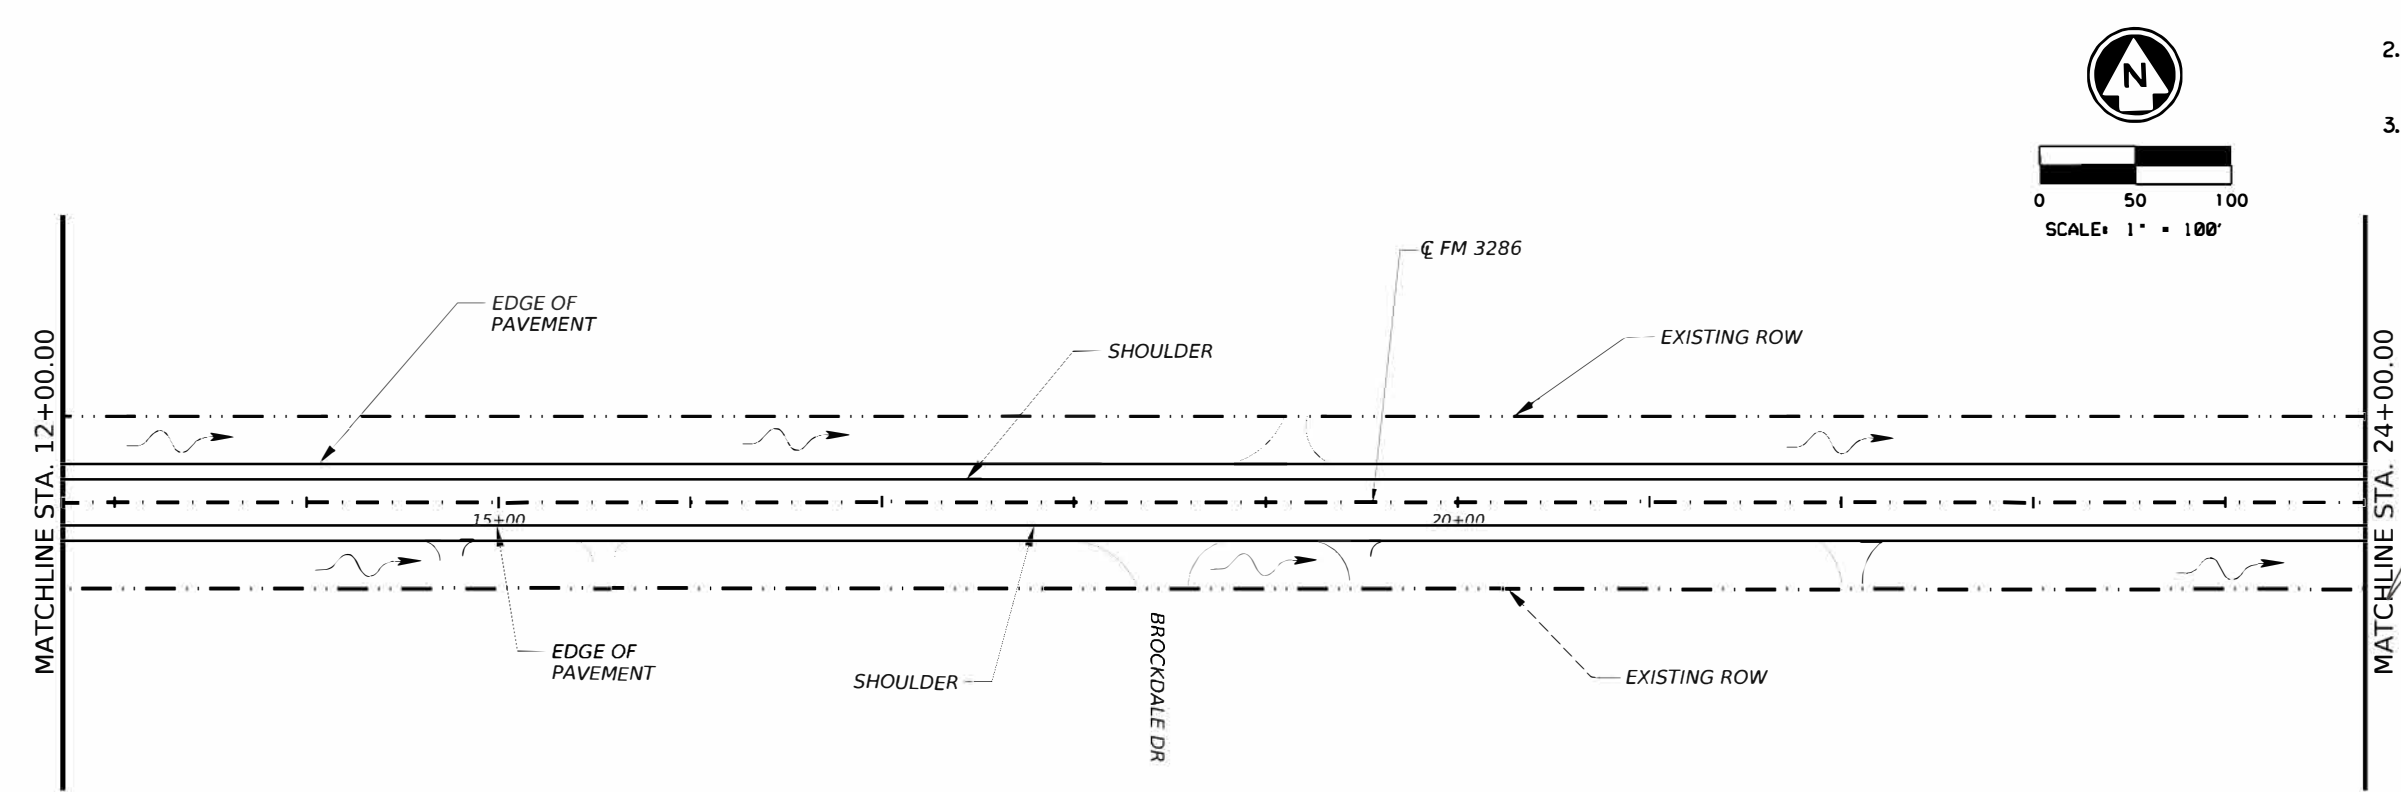 2.
N
3.
0 50 100
SCALE: 1" = 100'
℄ FM 3286
EDGE OF
PAVEMENT
SHOULDER
EXISTING ROW
MATCHLINE STA. 12+00.00
MATCHLINE STA. 24+00.00
15+00
20+00
EDGE OF
PAVEMENT
SHOULDER
BROCKDALE DR
EXISTING ROW